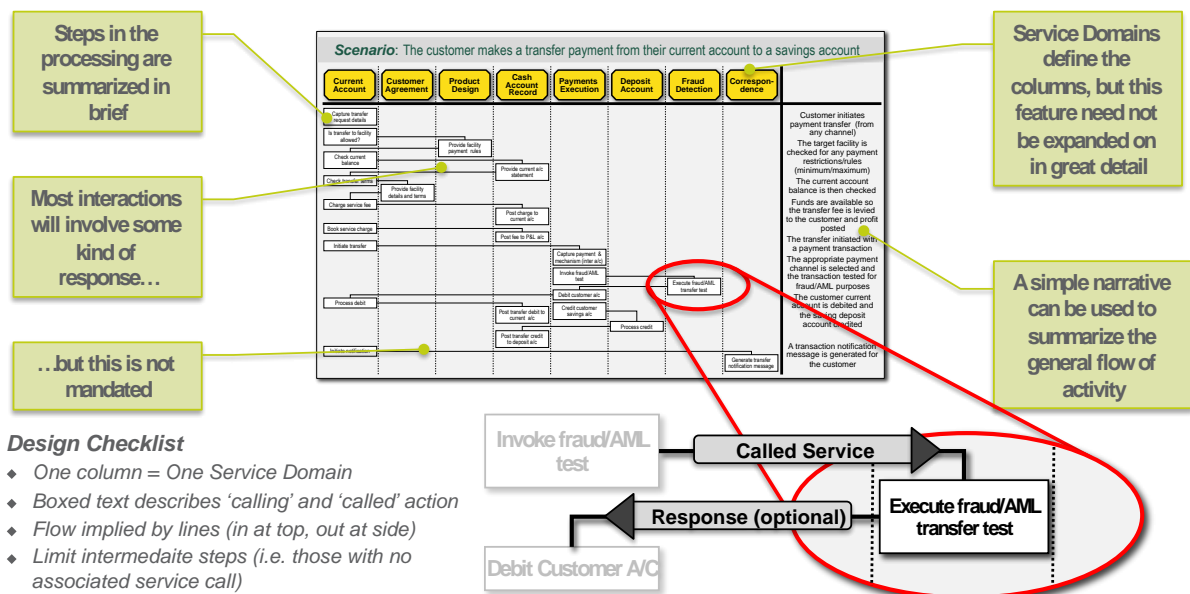 Steps in the
processing are
summarized in
brief
Most interactions
will involve some
kind of
response…
…but this is not
mandated
Scenario: The customer makes a transfer payment from their current account to a savings account
Current
Account
Customer
Agreement
Product
Design
Cash
Account
Record
Payments
Execution
Deposit
Account
Fraud
Detection
Correspon-
dence
Capture transfer
request details
Is transfer to facility
allowed?
Provide facility
payment rules
Check current
balance
Provide current a/c
statement
Check transfer terms
Provide facility
details and terms
Charge service fee
Post charge to
current a/c
Book service charge
Post fee to P&L a/c
Initiate transfer
Capture payment &
mechanism (inter a/c)
Invoke fraud/AML
test
Execute fraud/AML
transfer test
Debit customer a/c
Process debit
Post transfer debit to
current a/c
Credit customer
savings a/c
Process credit
Post transfer credit
to deposit a/c
Initiate notification
Generate transfer
notification message
Customer initiates
payment transfer (from
any channel)
The target facility is
checked for any payment
restrictions/rules
(minimum/maximum)
The current account
balance is then checked
Funds are available so
the transfer fee is levied
to the customer and profit
posted
The transfer initiated with
a payment transaction
The appropriate payment
channel is selected and
the transaction tested for
fraud/AML purposes
The customer current
account is debited and
the saving deposit
account credited
A transaction notification
message is generated for
the customer
Service Domains
define the
columns, but this
feature need not
be expanded on
in great detail
A simple narrative
can be used to
summarize the
general flow of
activity
Design Checklist
◆ One column = One Service Domain
◆ Boxed text describes ‘calling’ and ‘called’ action
◆ Flow implied by lines (in at top, out at side)
◆ Limit intermedaite steps (i.e. those with no
associated service call)
Invoke fraud/AML
test
Called Service
Execute fraud/AML
transfer test
Response (optional)
Debit Customer A/C